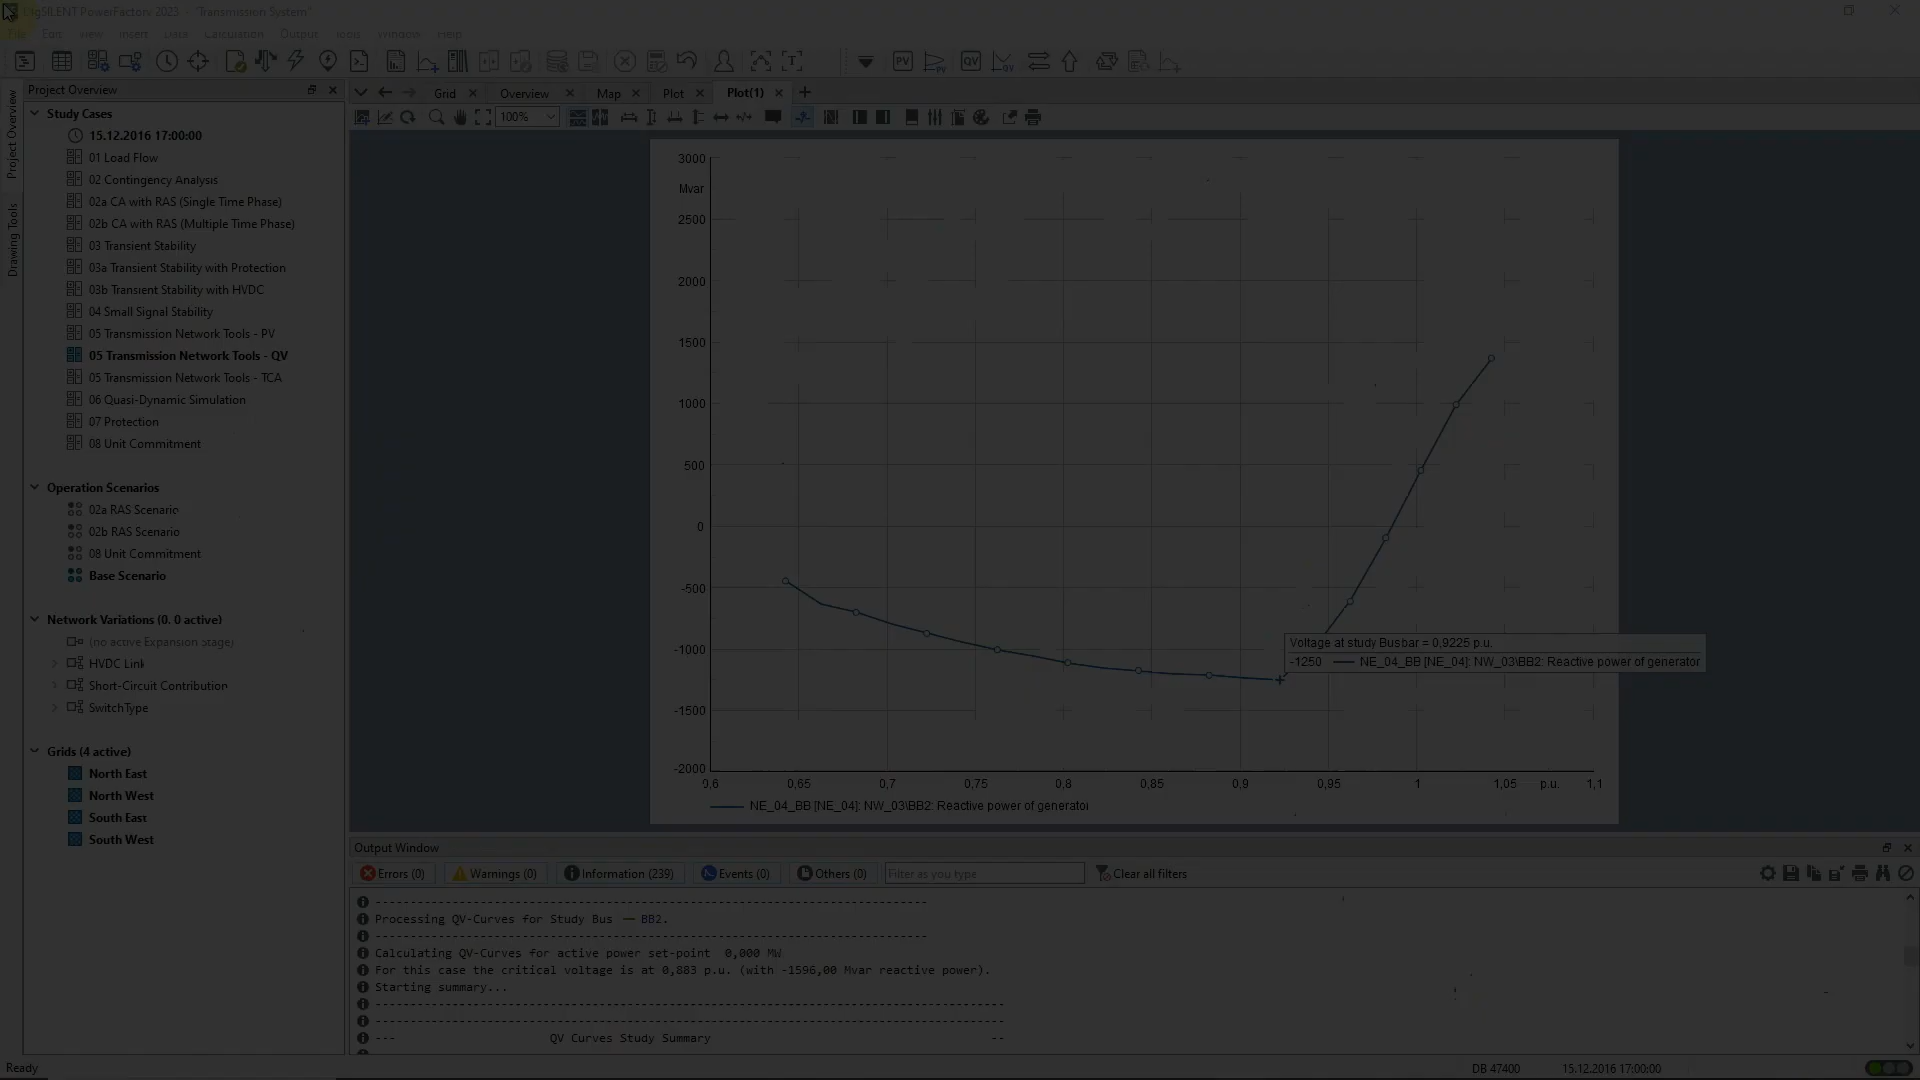 DIgSILENT PowerFactory 2023 - "Transmission System"
File Edit View Insert Data Calculation Output Tools Window Help
PV PV QV QV
Project Overview
Grid Overview Map Plot Plot(1)
100%
Project Overview
Drawing Tools
Study Cases
15.12.2016 17:00:00
01 Load Flow
02 Contingency Analysis
02a CA with RAS (Single Time Phase)
02b CA with RAS (Multiple Time Phase)
03 Transient Stability
03a Transient Stability with Protection
03b Transient Stability with HVDC
04 Small Signal Stability
05 Transmission Network Tools - PV
05 Transmission Network Tools - QV
05 Transmission Network Tools - TCA
06 Quasi-Dynamic Simulation
07 Protection
08 Unit Commitment
Operation Scenarios
02a RAS Scenario
02b RAS Scenario
08 Unit Commitment
Base Scenario
Network Variations (0. 0 active)
(no active Expansion Stage)
HVDC Link
Short-Circuit Contribution
SwitchType
Grids (4 active)
North East
North West
South East
South West
3000
Mvar
2500
2000
1500
1000
500
0
-500
-1000
-1500
-2000
0,6 0,65 0,7 0,75 0,8 0,85 0,9 0,95 1 1,05 p.u. 1,1
Voltage at study Busbar = 0,9225 p.u.
-1250 NE_04_BB [NE_04]: NW_03\BB2: Reactive power of generator
NE_04_BB [NE_04]: NW_03\BB2: Reactive power of generator
Output Window
Errors (0) Warnings (0) Information (239) Events (0) Others (0) Filter as you type Clear all filters
--------------------------------------------------------------------------
Processing QV-Curves for Study Bus — BB2.
--------------------------------------------------------------------------
Calculating QV-Curves for active power set-point 0,000 MW
For this case the critical voltage is at 0,883 p.u. (with -1596,00 Mvar reactive power).
Starting summary...
------------------------------------------------------------------------------------
------------------------------------------------------------------------------------
--- QV Curves Study Summary --
Ready DB 47400 15.12.2016 17:00:00